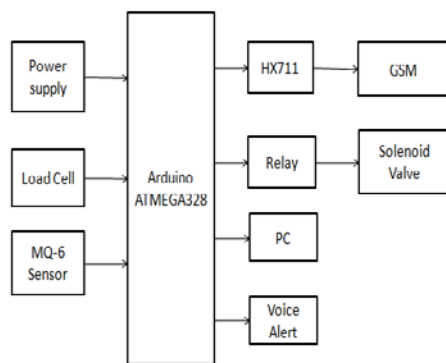 Power
supply
Load Cell
MQ-6
Sensor
Arduino
ATMEGA328
HX711
GSM
Relay
Solenoid
Valve
PC
Voice
Alert